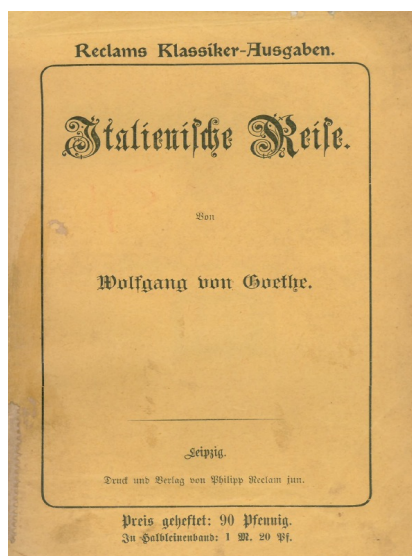 Reclams Klassiker-Ausgaben.
Italienische Reise.
Von
Wolfgang von Goethe.
Leipzig.
Druck und Verlag von Philipp Reclam jun.
Preis geheftet: 90 Pfennig.
In Halbleinenband: 1 M. 20 Pf.